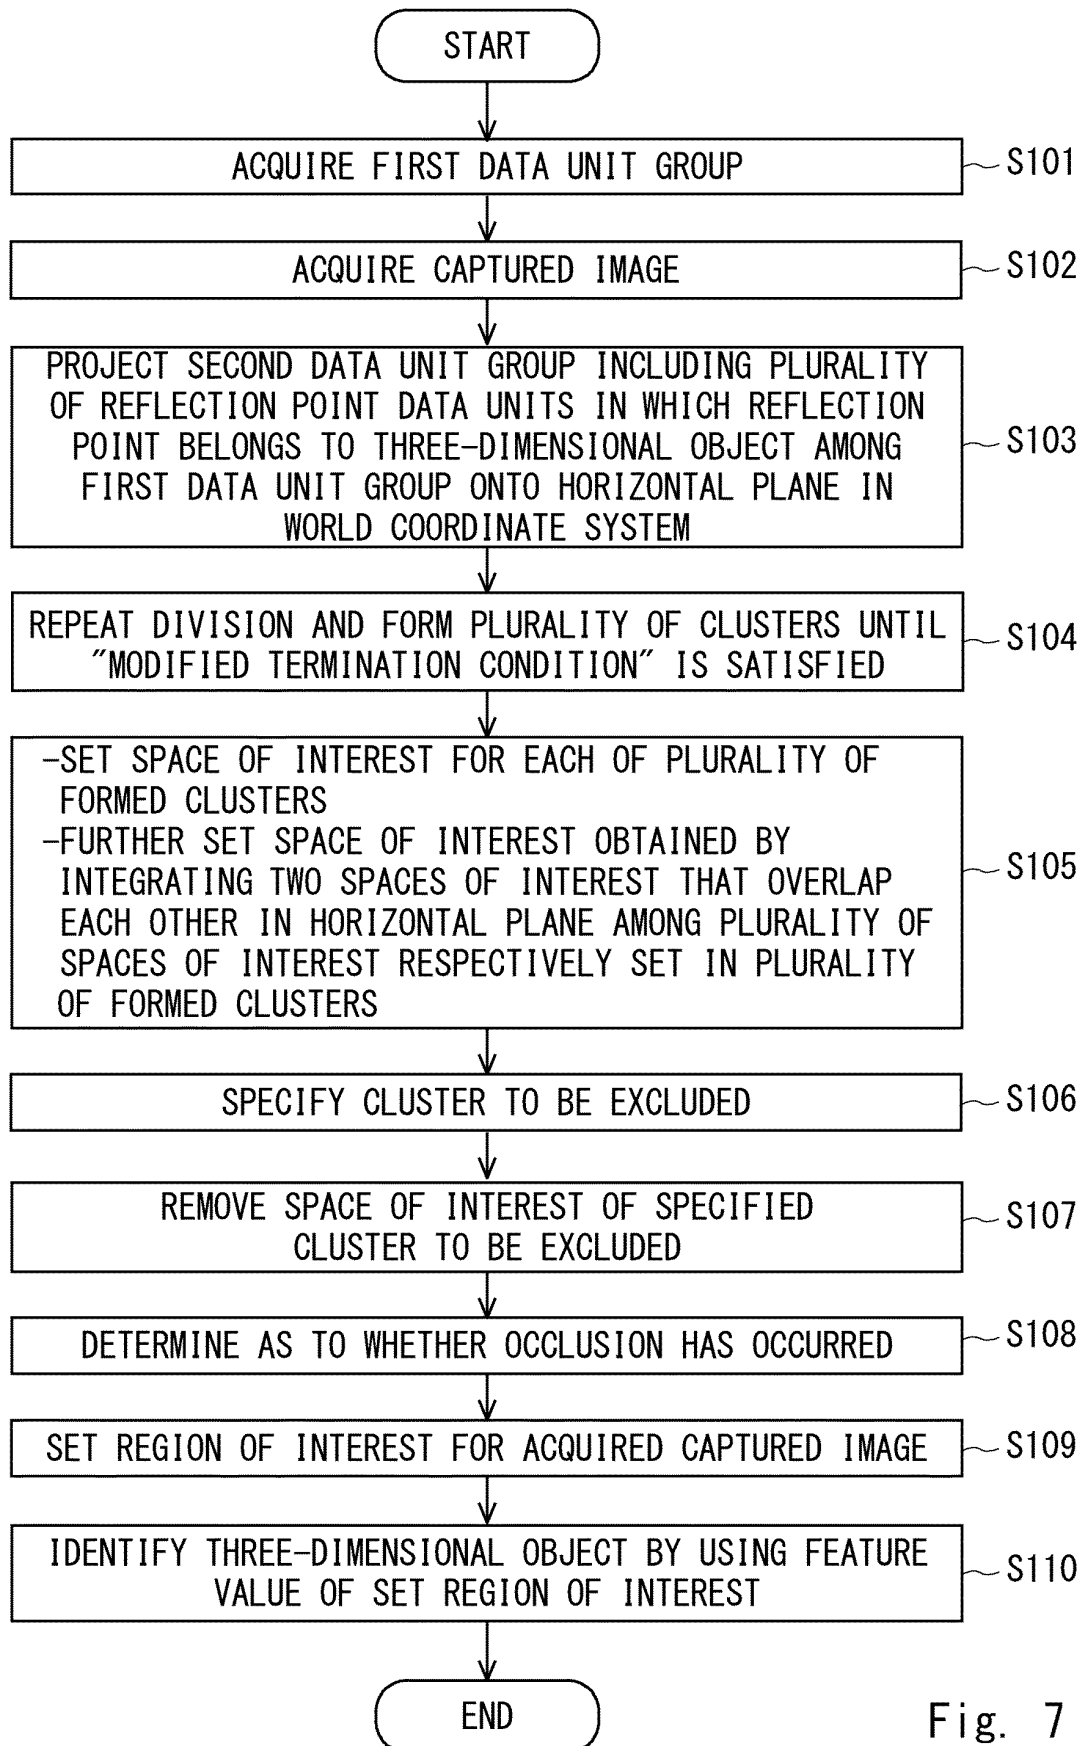 START
ACQUIRE FIRST DATA UNIT GROUP
S101
ACQUIRE CAPTURED IMAGE
S102
PROJECT SECOND DATA UNIT GROUP INCLUDING PLURALITY
OF REFLECTION POINT DATA UNITS IN WHICH REFLECTION
POINT BELONGS TO THREE-DIMENSIONAL OBJECT AMONG
FIRST DATA UNIT GROUP ONTO HORIZONTAL PLANE IN
WORLD COORDINATE SYSTEM
S103
REPEAT DIVISION AND FORM PLURALITY OF CLUSTERS UNTIL
"MODIFIED TERMINATION CONDITION" IS SATISFIED
S104
-SET SPACE OF INTEREST FOR EACH OF PLURALITY OF
FORMED CLUSTERS
-FURTHER SET SPACE OF INTEREST OBTAINED BY
INTEGRATING TWO SPACES OF INTEREST THAT OVERLAP
EACH OTHER IN HORIZONTAL PLANE AMONG PLURALITY OF
SPACES OF INTEREST RESPECTIVELY SET IN PLURALITY
OF FORMED CLUSTERS
S105
SPECIFY CLUSTER TO BE EXCLUDED
S106
REMOVE SPACE OF INTEREST OF SPECIFIED
CLUSTER TO BE EXCLUDED
S107
DETERMINE AS TO WHETHER OCCLUSION HAS OCCURRED
S108
SET REGION OF INTEREST FOR ACQUIRED CAPTURED IMAGE
S109
IDENTIFY THREE-DIMENSIONAL OBJECT BY USING FEATURE
VALUE OF SET REGION OF INTEREST
S110
END
Fig. 7